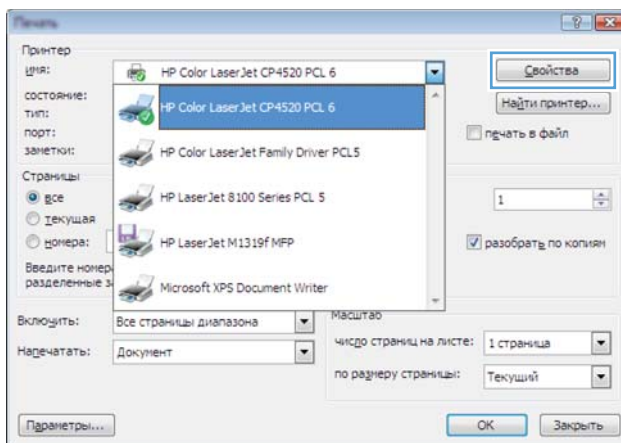 Печать
Принтер
имя:
HP Color LaserJet CP4520 PCL 6
Свойства
состояние:
HP Color LaserJet CP4520 PCL 6
Найти принтер...
тип:
порт:
HP Color LaserJet Family Driver PCL5
печать в файл
заметки:
Страницы
все
HP LaserJet 8100 Series PCL 5
1
текущая
номера:
HP LaserJet M1319f MFP
разобрать по копиям
Введите номер
разделенные з
Microsoft XPS Document Writer
Включить:
Все страницы диапазона
Масштаб
число страниц на листе:
1 страница
Напечатать:
Документ
по размеру страницы:
Текущий
Параметры...
ОК
Закрыть